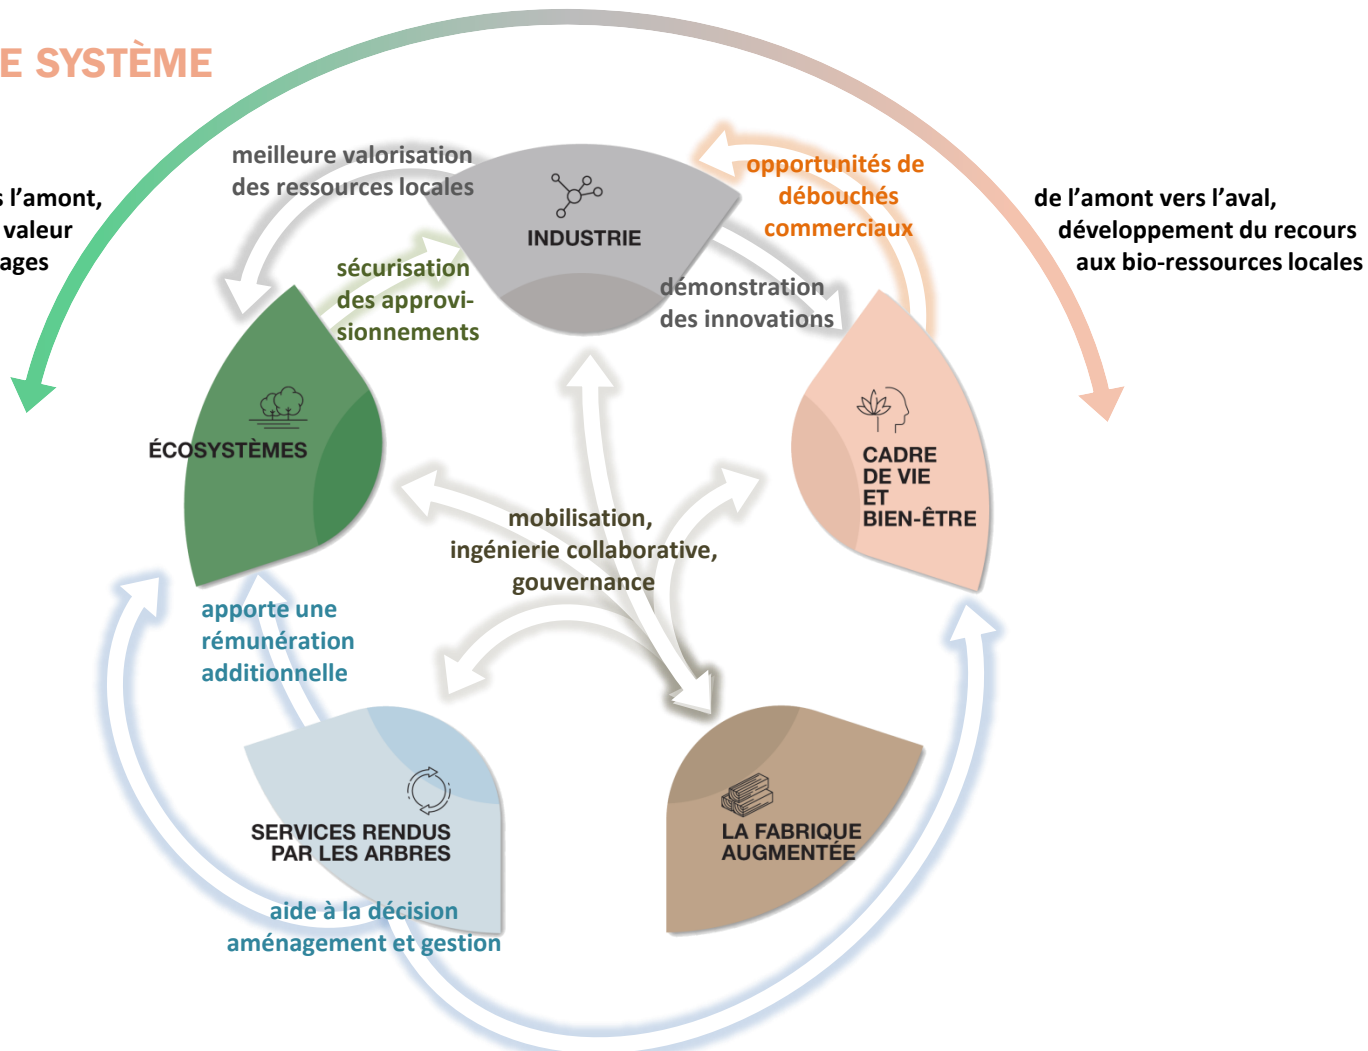 E SYSTÈME
s l’amont,
valeur
ages
meilleure valorisation
des ressources locales
opportunités de
débouchés
commerciaux
de l’amont vers l’aval,
développement du recours
aux bio-ressources locales
INDUSTRIE
sécurisation
des approvi-
sionnements
démonstration
des innovations
ÉCOSYSTÈMES
CADRE
DE VIE
ET
BIEN-ÊTRE
mobilisation,
ingénierie collaborative,
gouvernance
apporte une
rémunération
additionnelle
SERVICES RENDUS
PAR LES ARBRES
LA FABRIQUE
AUGMENTÉE
aide à la décision
aménagement et gestion